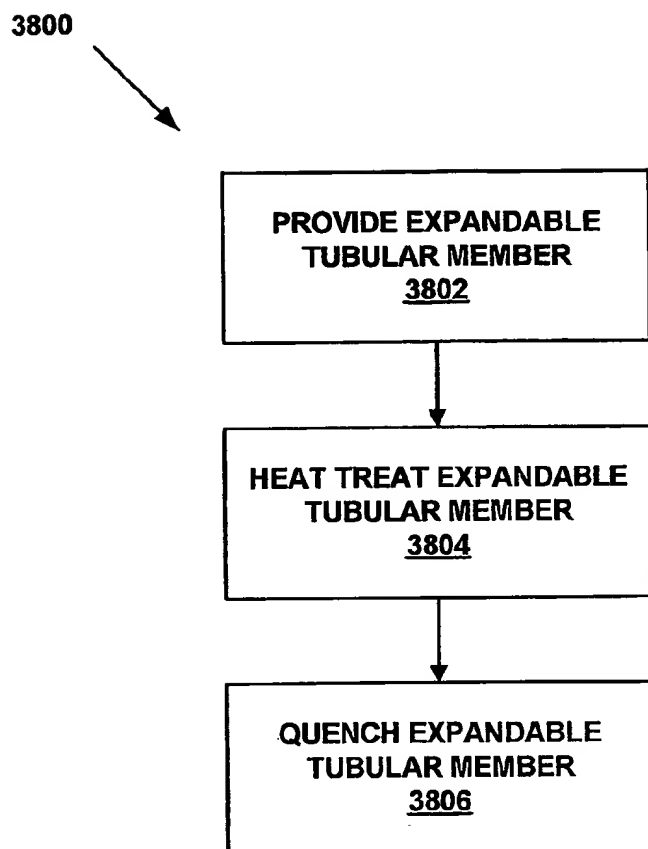 3800
PROVIDE EXPANDABLE
TUBULAR MEMBER
3802
HEAT TREAT EXPANDABLE
TUBULAR MEMBER
3804
QUENCH EXPANDABLE
TUBULAR MEMBER
3806